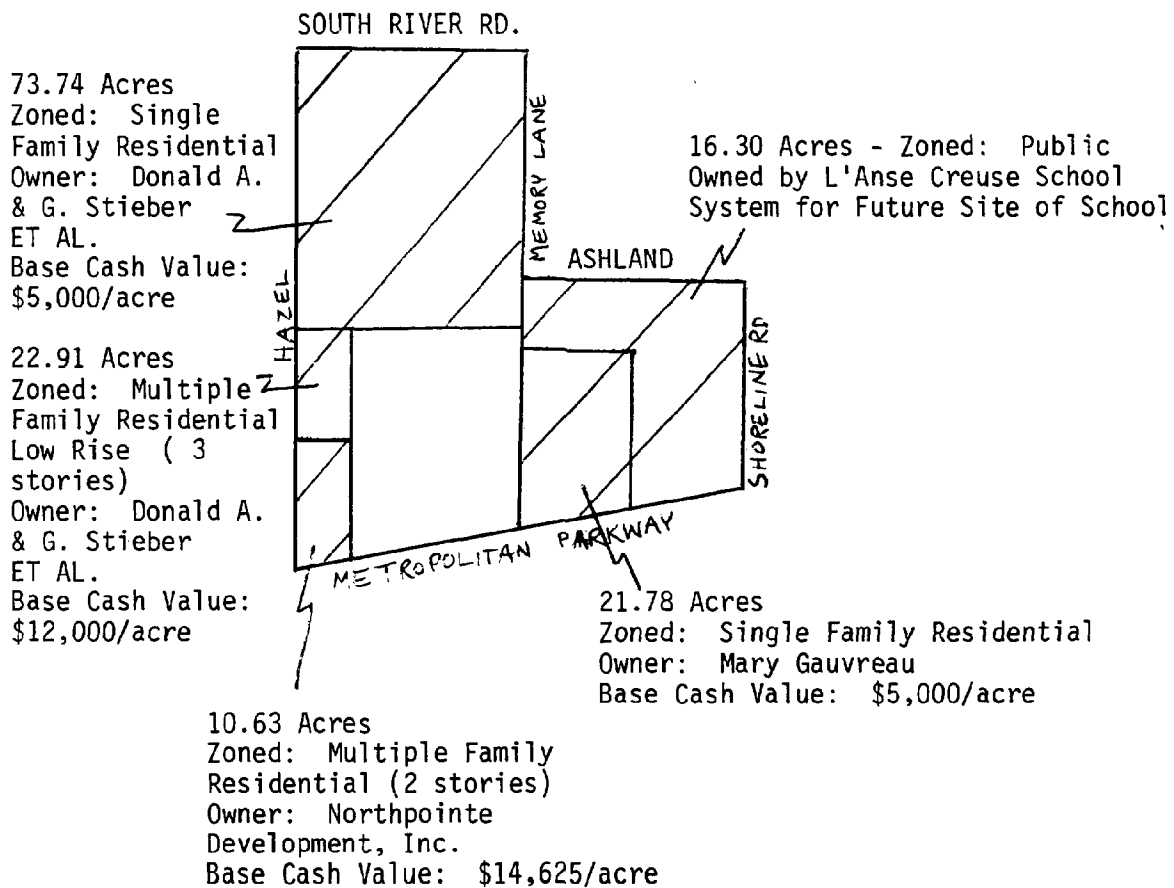 SOUTH RIVER RD.
73.74 Acres
Zoned: Single
Family Residential
Owner: Donald A.
& G. Stieber
ET AL.
Base Cash Value:
$5,000/acre
MEMORY LANE
16.30 Acres - Zoned: Public
Owned by L'Anse Creuse School
System for Future Site of School
ASHLAND
HAZEL
SHORELINE RD
22.91 Acres
Zoned: Multiple
Family Residential
Low Rise ( 3
stories)
Owner: Donald A.
& G. Stieber
ET AL.
Base Cash Value:
$12,000/acre
METROPOLITAN PARKWAY
21.78 Acres
Zoned: Single Family Residential
Owner: Mary Gauvreau
Base Cash Value: $5,000/acre
10.63 Acres
Zoned: Multiple Family
Residential (2 stories)
Owner: Northpointe
Development, Inc.
Base Cash Value: $14,625/acre